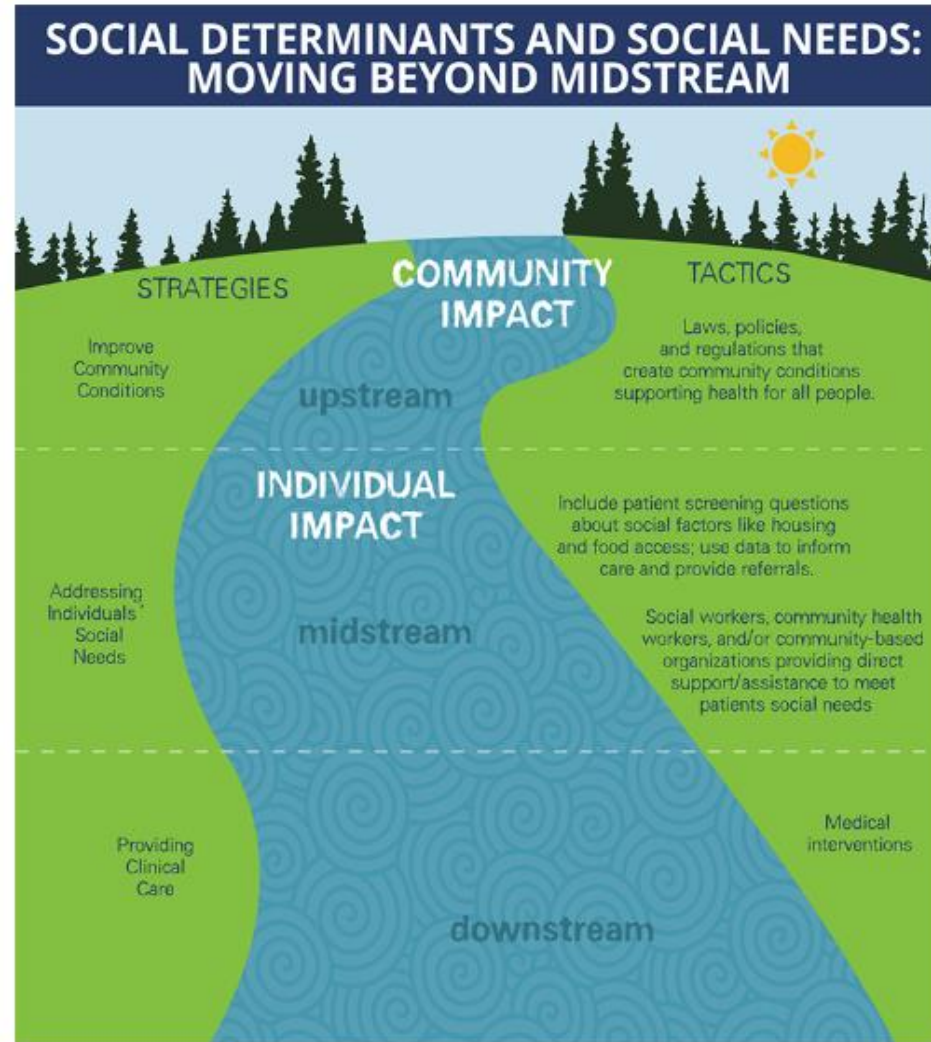 SOCIAL DETERMINANTS AND SOCIAL NEEDS:
MOVING BEYOND MIDSTREAM
STRATEGIES
COMMUNITY
IMPACT
TACTICS
Improve
Community
Conditions
upstream
Laws, policies,
and regulations that
create community conditions
supporting health for all people.
INDIVIDUAL
IMPACT
Addressing
Individuals'
Social
Needs
midstream
Include patient screening questions
about social factors like housing
and food access; use data to inform
care and provide referrals.
Social workers, community health
workers, and/or community-based
organizations providing direct
support/assistance to meet
patients social needs
Providing
Clinical
Care
downstream
Medical
interventions